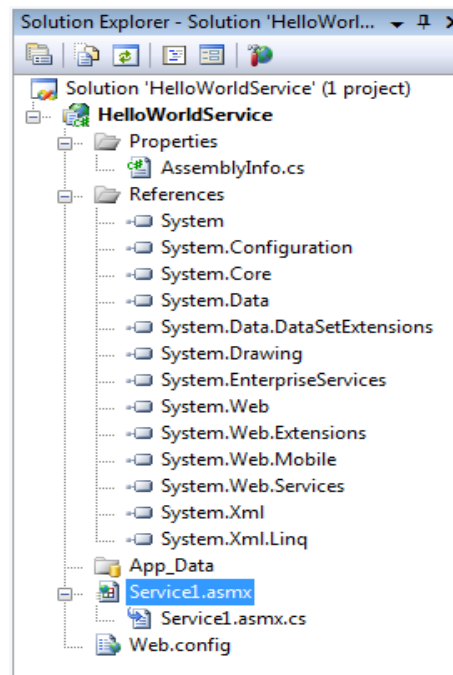 Solution Explorer - Solution 'HelloWorl...
Solution 'HelloWorldService' (1 project)
HelloWorldService
Properties
AssemblyInfo.cs
References
System
System.Configuration
System.Core
System.Data
System.Data.DataSetExtensions
System.Drawing
System.EnterpriseServices
System.Web
System.Web.Extensions
System.Web.Mobile
System.Web.Services
System.Xml
System.Xml.Linq
App_Data
Service1.asmx
Service1.asmx.cs
Web.config